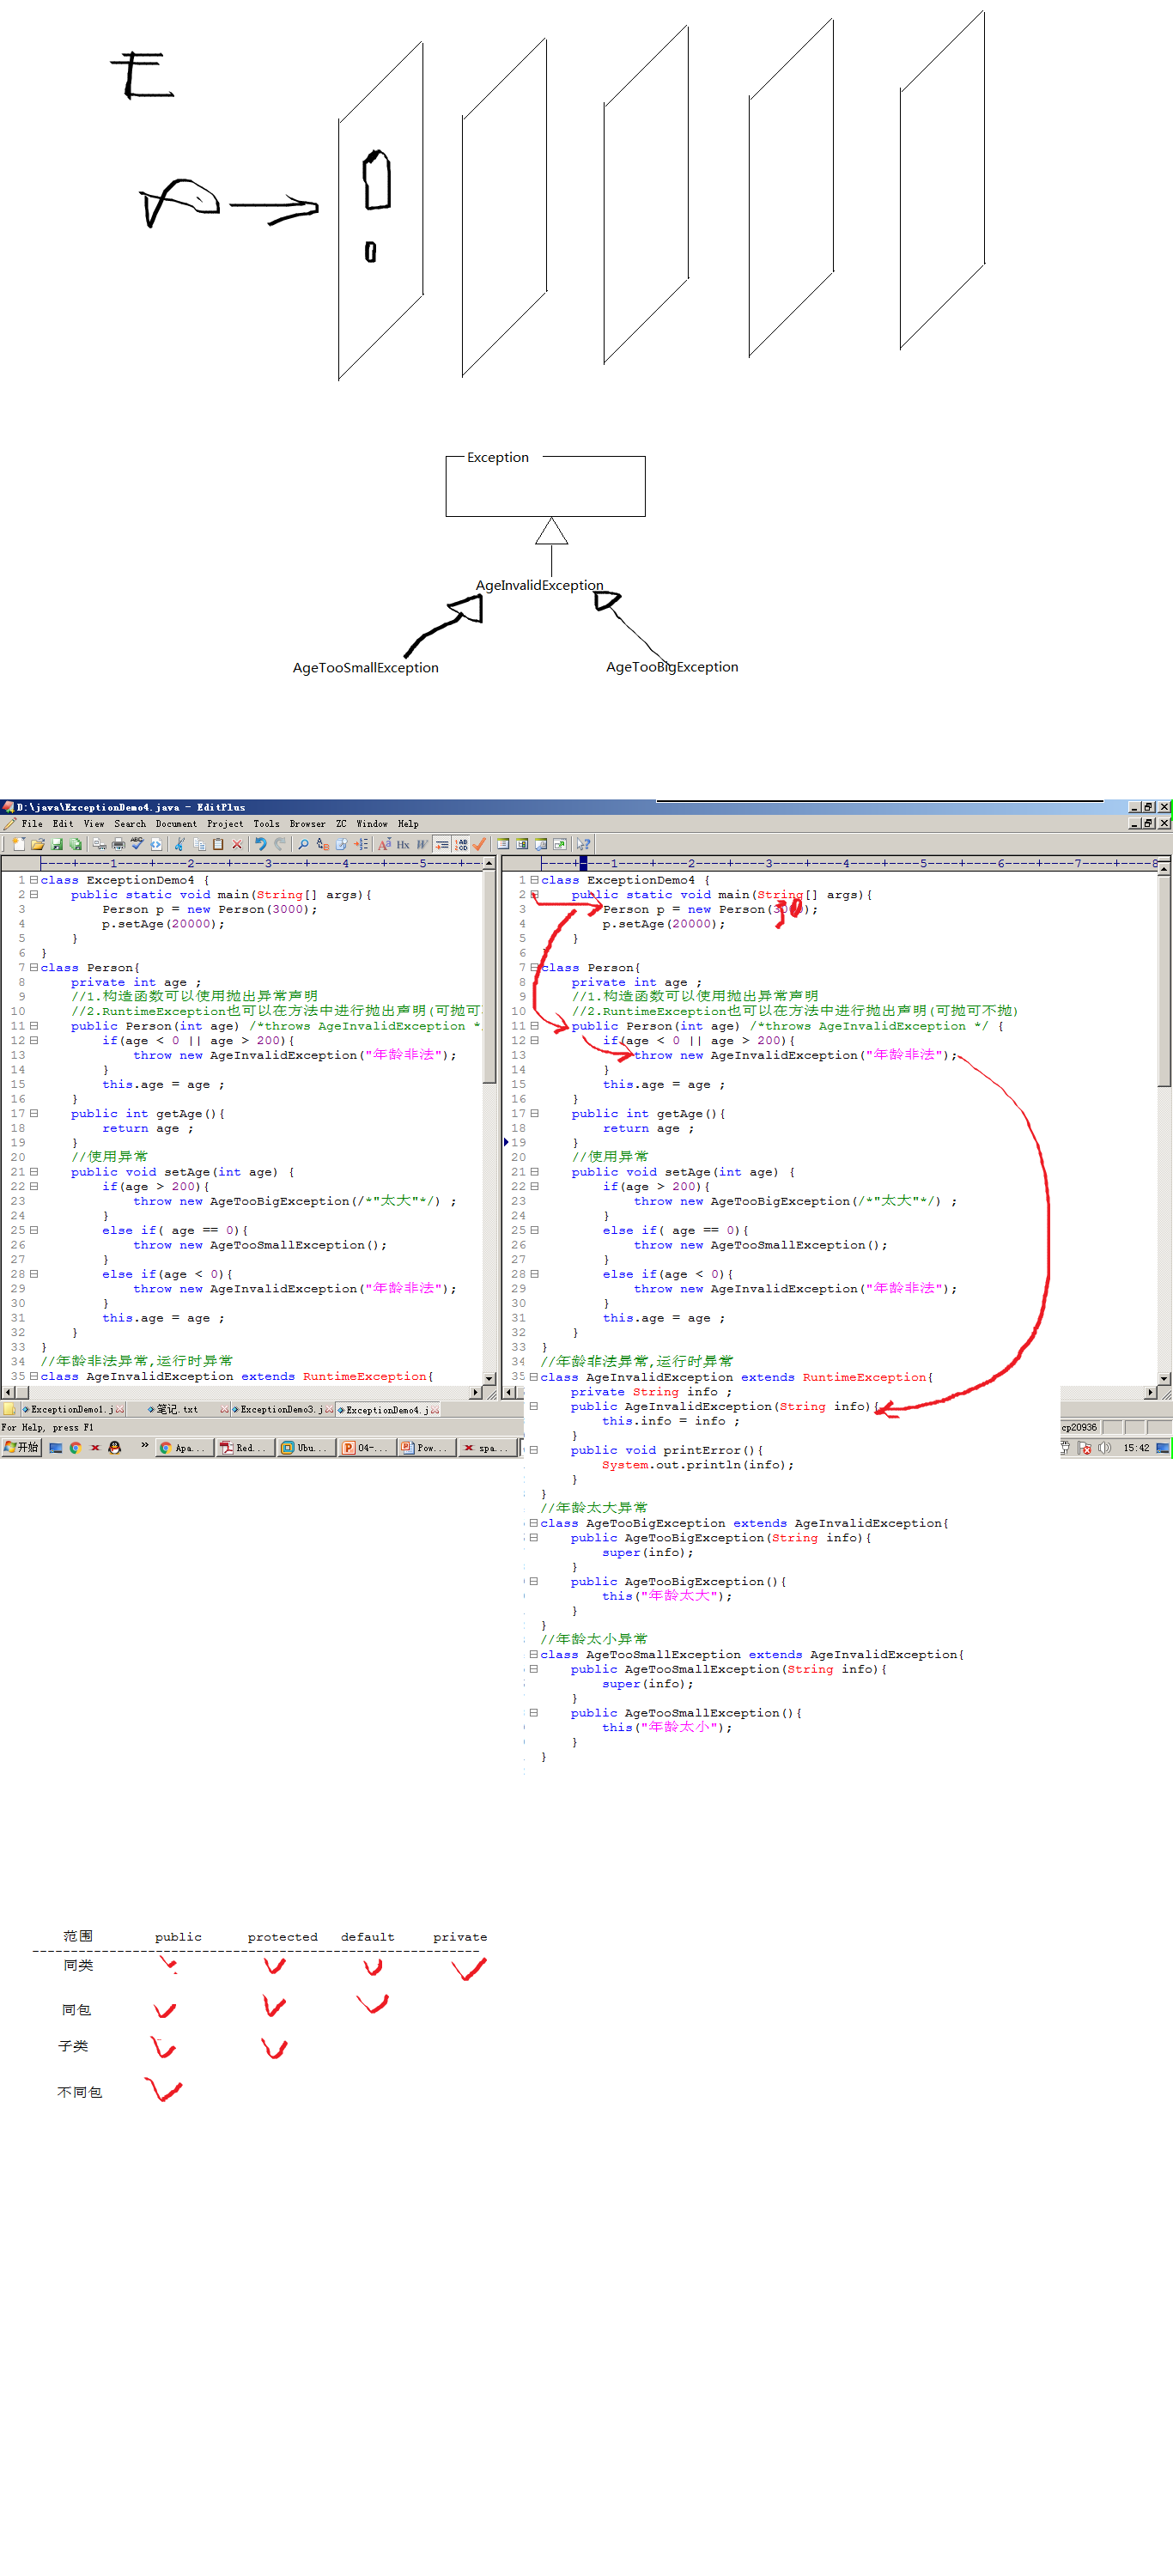 Exception
AgeInvalidException
AgeTooSmallException
AgeTooBigException
D:\java\ExceptionDemo4.java - EditPlus
File Edit View Search Document Project Tools Browser ZC Window Help
----+----1----+----2----+----3----+----4----+----5----+-
1 class ExceptionDemo4 {
2 public static void main(String[] args){
3 Person p = new Person(3000);
4 p.setAge(20000);
5 }
6 }
7 class Person{
8 private int age ;
9 //1.构造函数可以使用抛出异常声明
10 //2.RuntimeException也可以在方法中进行抛出声明(可抛可
11 public Person(int age) /*throws AgeInvalidException *
12 if(age < 0 || age > 200){
13 throw new AgeInvalidException("年龄非法");
14 }
15 this.age = age ;
16 }
17 public int getAge(){
18 return age ;
19 }
20 //使用异常
21 public void setAge(int age) {
22 if(age > 200){
23 throw new AgeTooBigException(/*"太大"*/) ;
24 }
25 else if( age == 0){
26 throw new AgeTooSmallException();
27 }
28 else if(age < 0){
29 throw new AgeInvalidException("年龄非法");
30 }
31 this.age = age ;
32 }
33 }
34 //年龄非法异常,运行时异常
35 class AgeInvalidException extends RuntimeException{
----+----1----+----2----+----3----+----4----+----5----+----6----+----7----+----8
1 class ExceptionDemo4 {
2 public static void main(String[] args){
3 Person p = new Person(3000);
4 p.setAge(20000);
5 }
6
7 class Person{
8 private int age ;
9 //1.构造函数可以使用抛出异常声明
10 //2.RuntimeException也可以在方法中进行抛出声明(可抛可不抛)
11 public Person(int age) /*throws AgeInvalidException */ {
12 if(age < 0 || age > 200){
13 throw new AgeInvalidException("年龄非法");
14 }
15 this.age = age ;
16 }
17 public int getAge(){
18 return age ;
19 }
20 //使用异常
21 public void setAge(int age) {
22 if(age > 200){
23 throw new AgeTooBigException(/*"太大"*/) ;
24 }
25 else if( age == 0){
26 throw new AgeTooSmallException();
27 }
28 else if(age < 0){
29 throw new AgeInvalidException("年龄非法");
30 }
31 this.age = age ;
32 }
33 }
34 //年龄非法异常,运行时异常
35 class AgeInvalidException extends RuntimeException{
private String info ;
public AgeInvalidException(String info){
this.info = info ;
}
public void printError(){
System.out.println(info);
}
}
//年龄太大异常
class AgeTooBigException extends AgeInvalidException{
public AgeTooBigException(String info){
super(info);
}
public AgeTooBigException(){
this("年龄太大");
}
}
//年龄太小异常
class AgeTooSmallException extends AgeInvalidException{
public AgeTooSmallException(String info){
super(info);
}
public AgeTooSmallException(){
this("年龄太小");
}
}
ExceptionDemo1.j 笔记.txt ExceptionDemo3.j ExceptionDemo4.j
For Help, press F1
cp20936
开始 » Apa... Red... Ubu... 04-... Pow... spa...
15:42
范围 public protected default private
同类
同包
子类
不同包